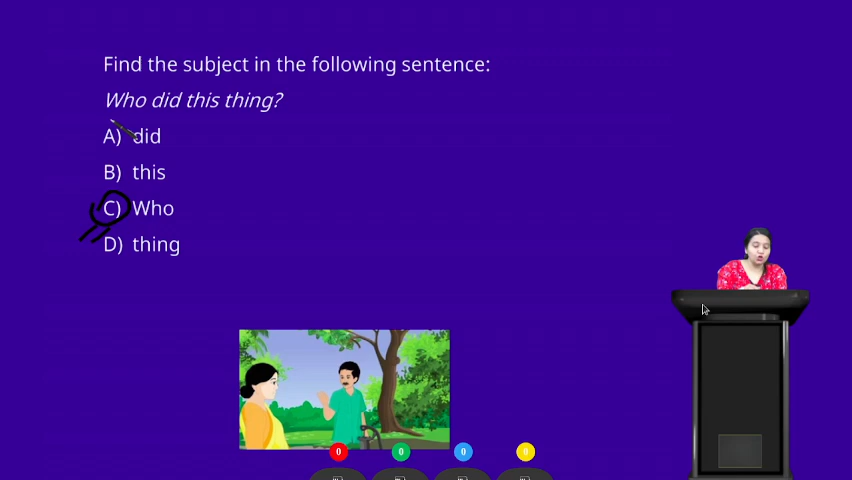 Find the subject in the following sentence:
Who did this thing?
A) did
B) this
C) Who
D) thing
0 0 0 0